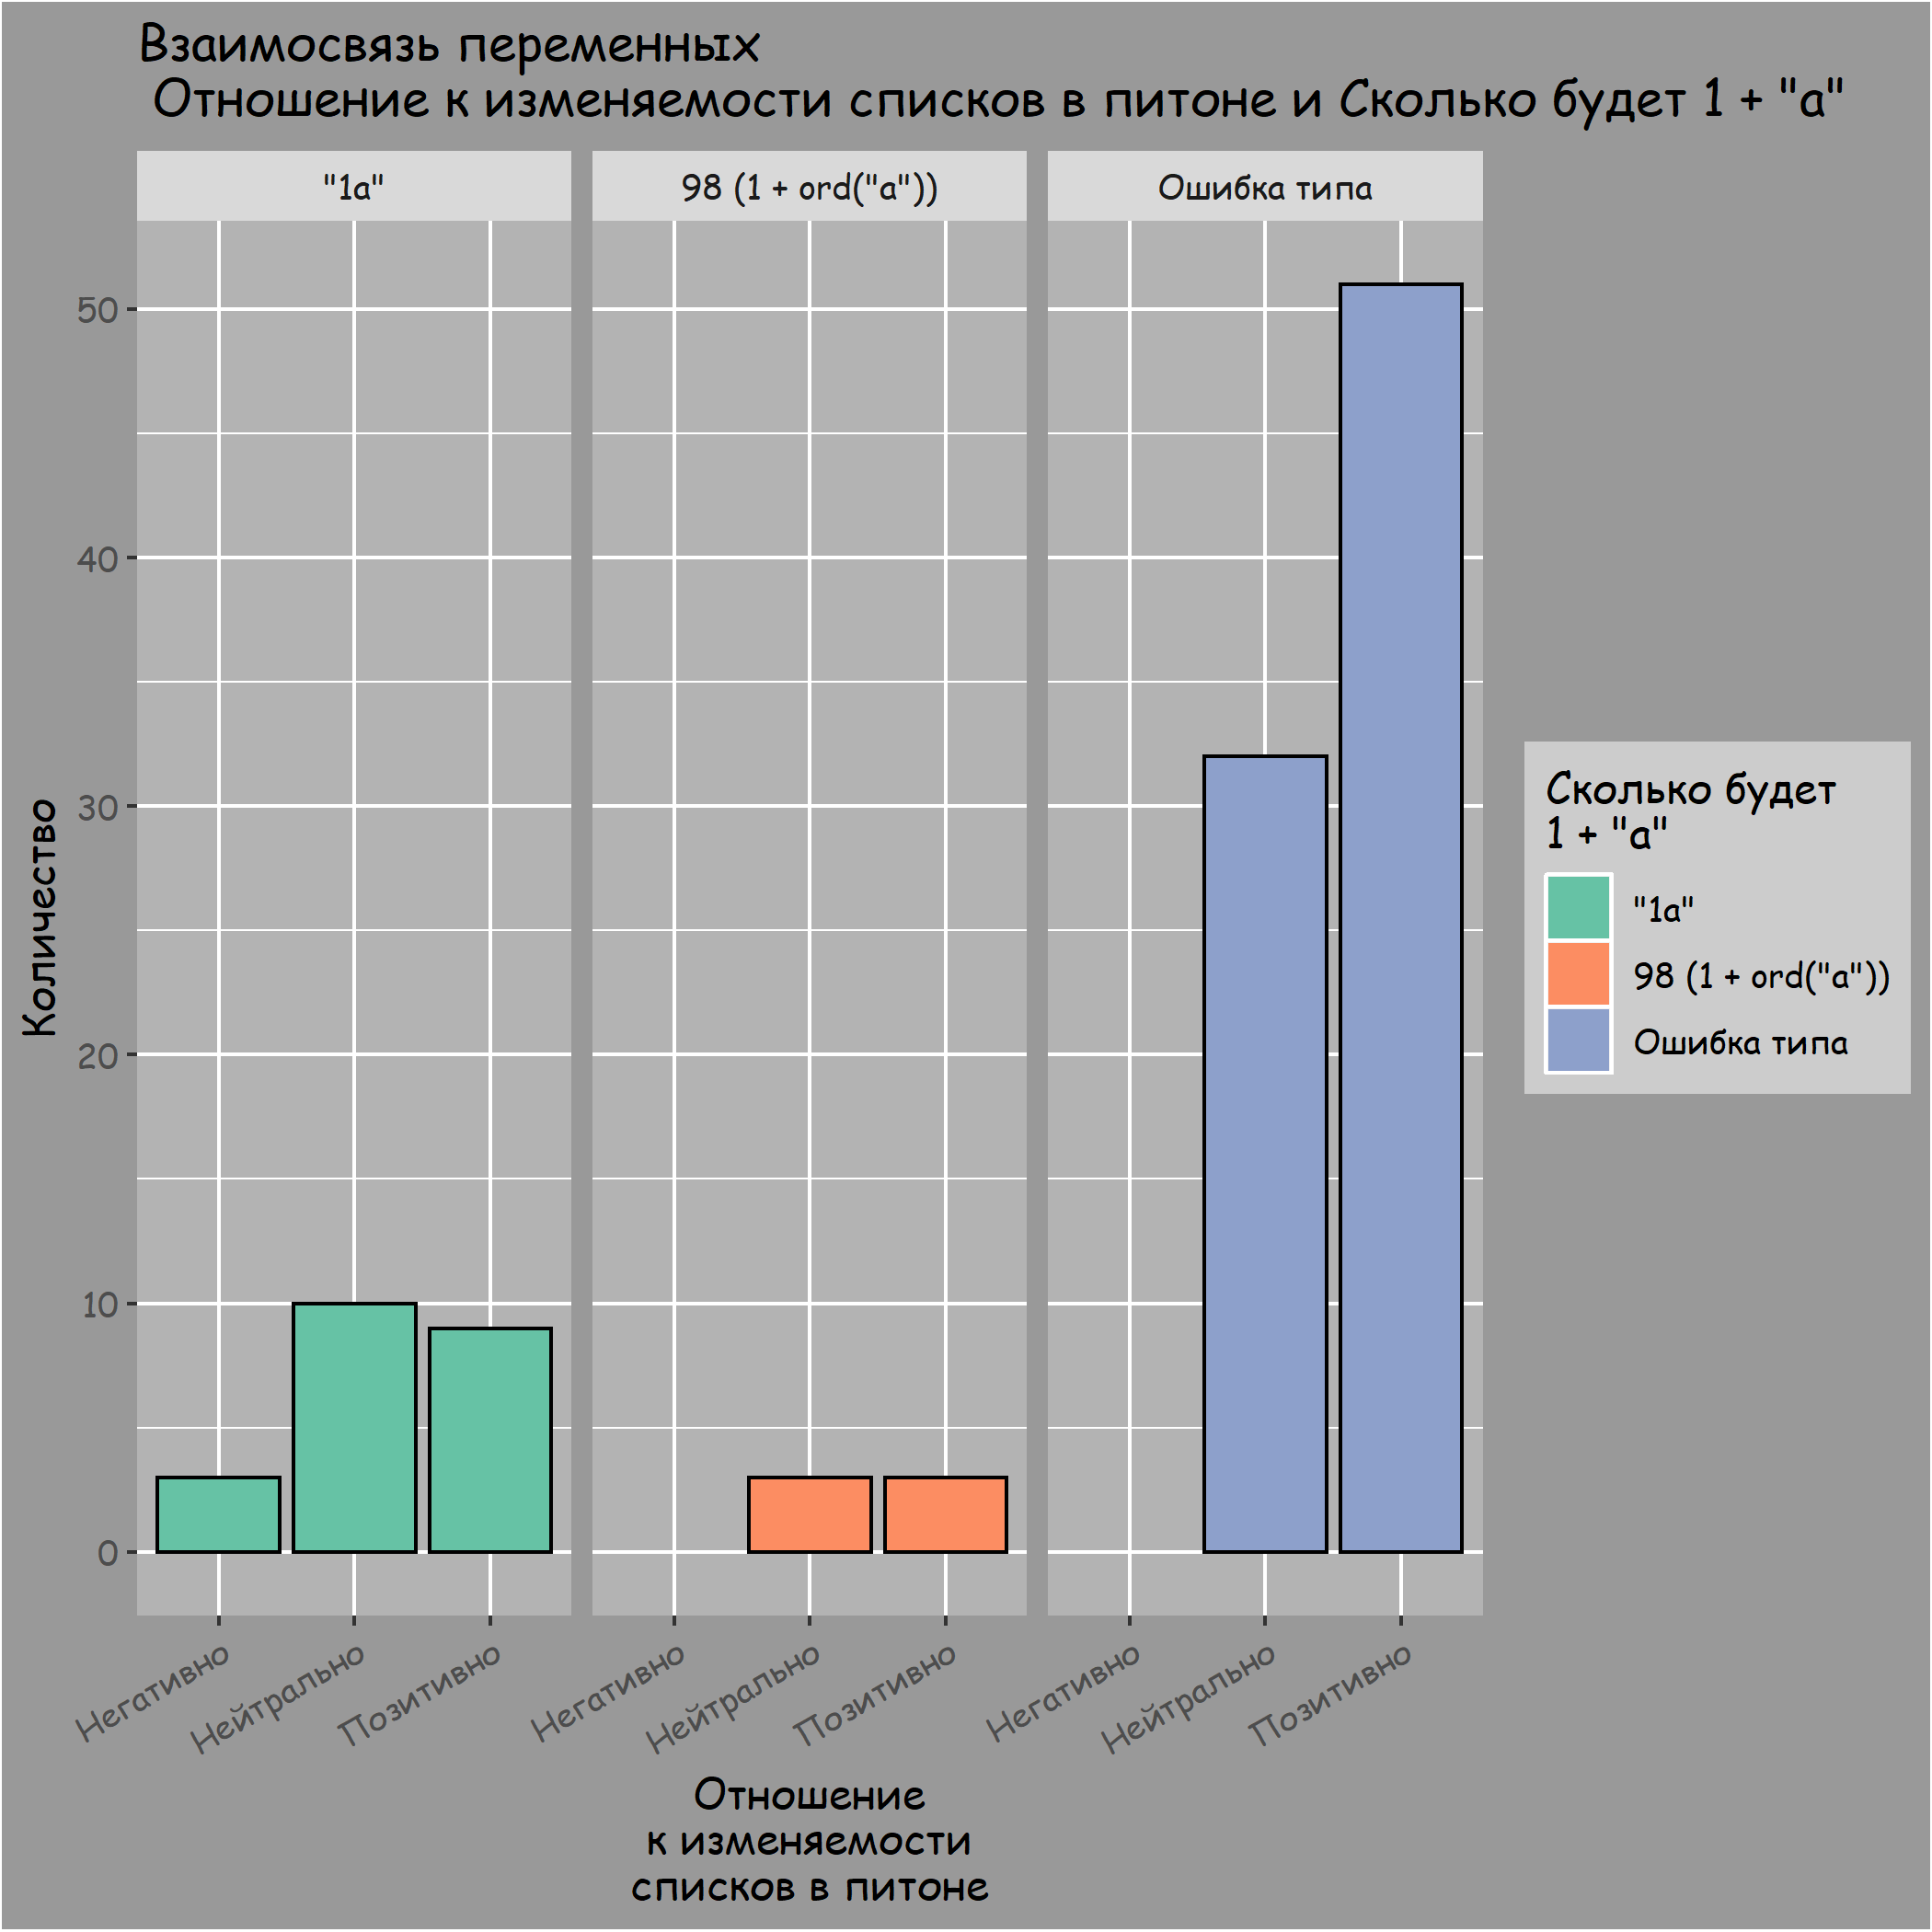 Взаимосвязь переменных
Отношение к изменяемости списков в питоне и Сколько будет 1 + "a"
"1a"
98 (1 + ord("a"))
Ошибка типа
50
40
30
20
10
0
Количество
Негативно
Нейтрально
Позитивно
Негативно
Нейтрально
Позитивно
Негативно
Нейтрально
Позитивно
Отношение
к изменяемости
списков в питоне
Сколько будет
1 + "a"
"1a"
98 (1 + ord("a"))
Ошибка типа